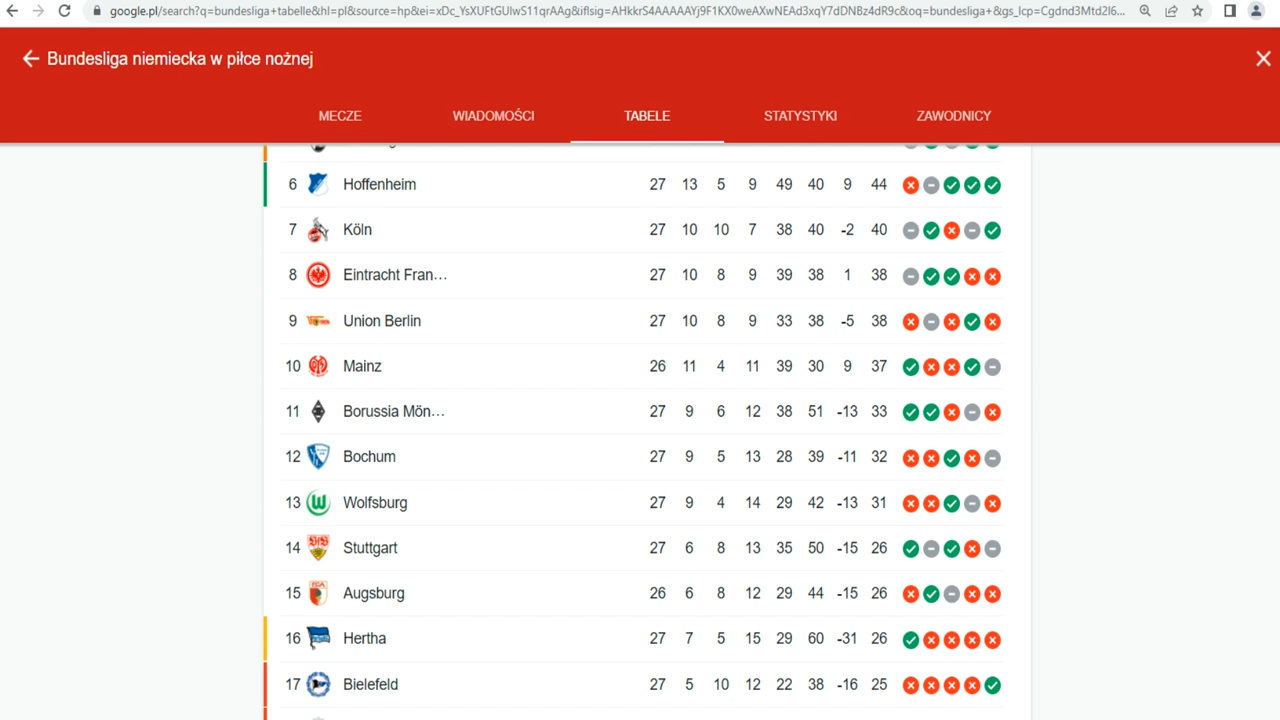 google.pl/search?q=bundesliga+tabelle&hl=pl&source=hp&ei=xDc_YsXUFtGUlwS11qrAAg&iflsig=AHkkrS4AAAAAYj9F1KX0weAXwNEAd3xqY7dDNBz4dR9c&oq=bundesliga+&gs_lcp=Cgdnd3Mtd2l6...
Bundesliga niemiecka w piłce nożnej
MECZE WIADOMOŚCI TABELE STATYSTYKI ZAWODNICY
6 Hoffenheim 27 13 5 9 49 40 9 44
7 Köln 27 10 10 7 38 40 -2 40
8 Eintracht Fran... 27 10 8 9 39 38 1 38
9 Union Berlin 27 10 8 9 33 38 -5 38
10 Mainz 26 11 4 11 39 30 9 37
11 Borussia Mön... 27 9 6 12 38 51 -13 33
12 Bochum 27 9 5 13 28 39 -11 32
13 Wolfsburg 27 9 4 14 29 42 -13 31
14 Stuttgart 27 6 8 13 35 50 -15 26
15 Augsburg 26 6 8 12 29 44 -15 26
16 Hertha 27 7 5 15 29 60 -31 26
17 Bielefeld 27 5 10 12 22 38 -16 25